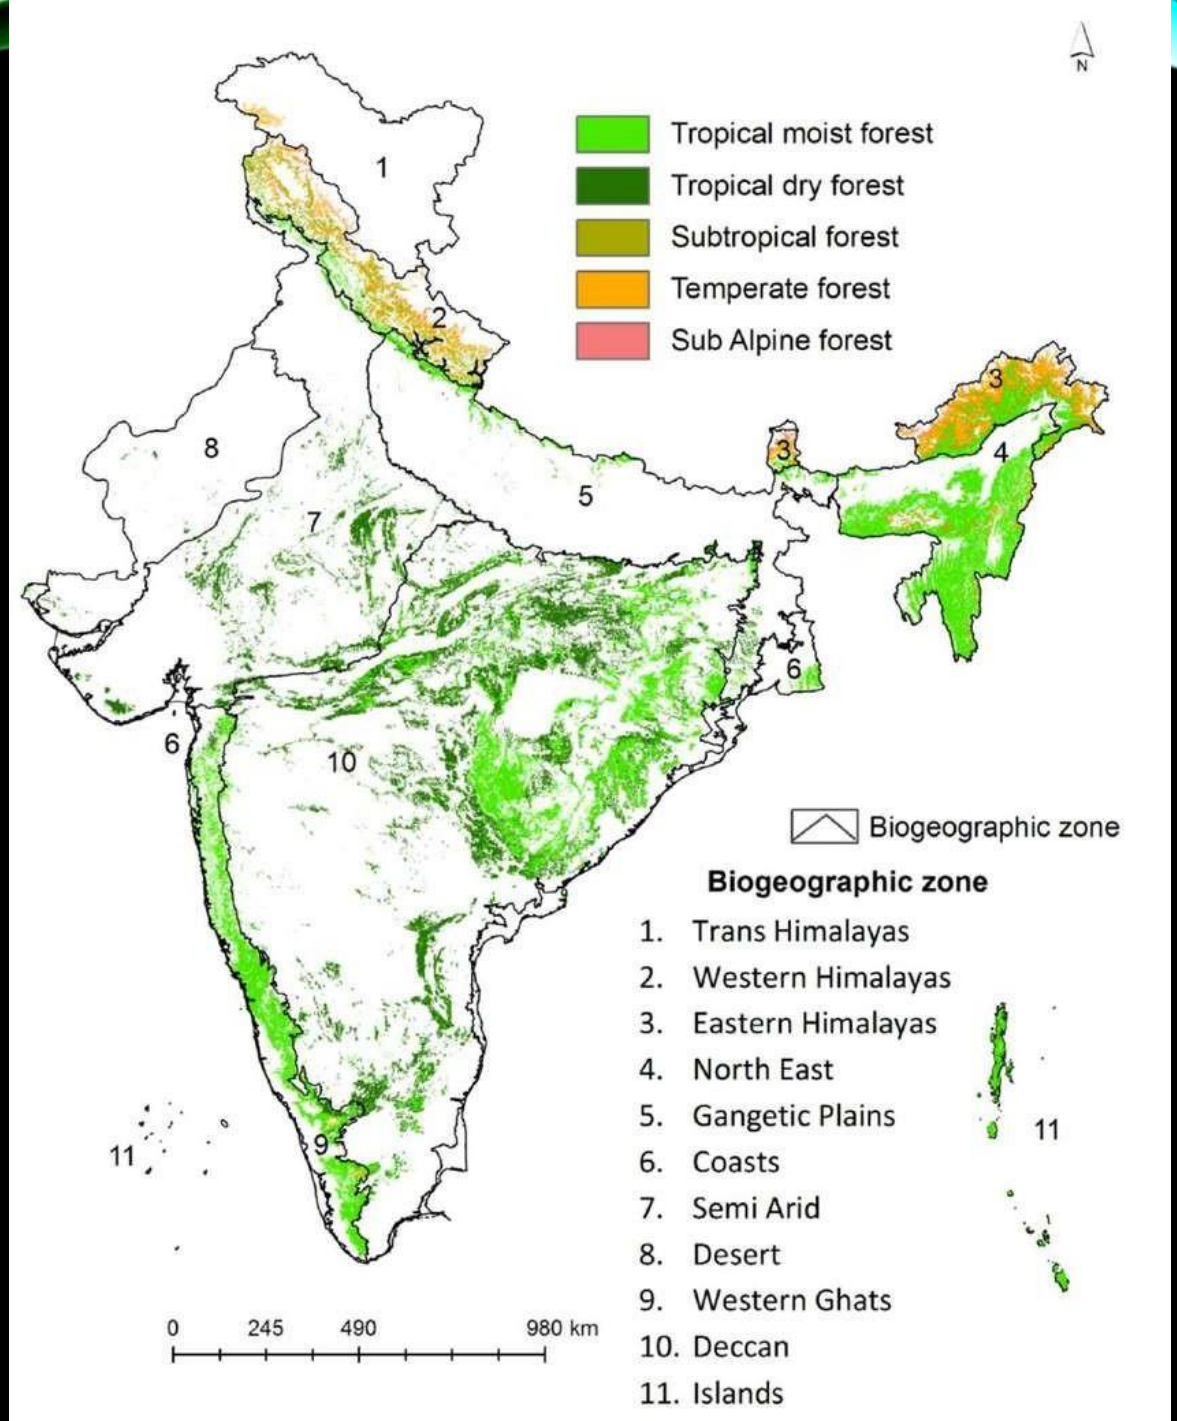 N
Tropical moist forest
Tropical dry forest
Subtropical forest
Temperate forest
Sub Alpine forest
1
2
3
3
4
8
5
7
6
6
10
Biogeographic zone
Biogeographic zone
1. Trans Himalayas
2. Western Himalayas
3. Eastern Himalayas
4. North East
5. Gangetic Plains
6. Coasts
7. Semi Arid
8. Desert
9. Western Ghats
10. Deccan
11. Islands
11
9
11
0 245 490 980 km